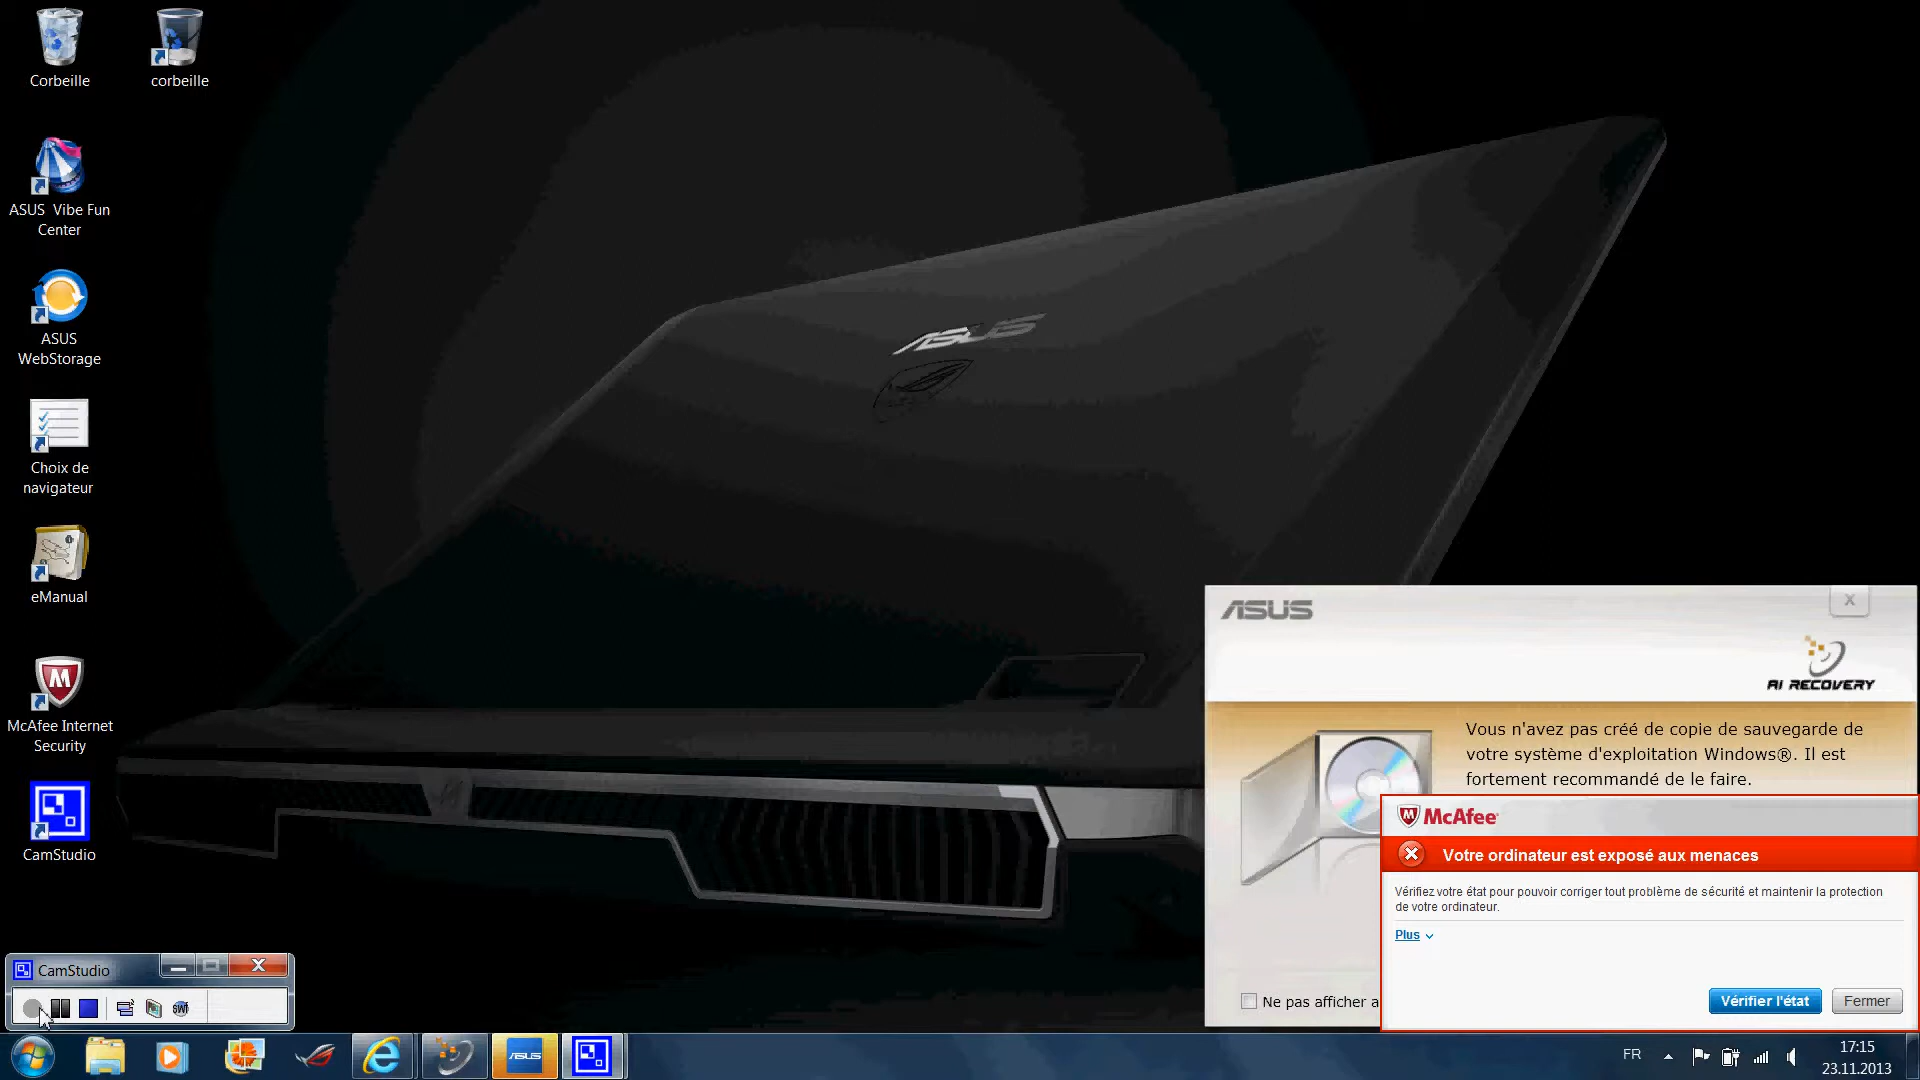 Corbeille
corbeille
ASUS Vibe Fun
Center
ASUS
WebStorage
Choix de
navigateur
eManual
McAfee Internet
Security
CamStudio
ASUS
ASUS
X
AI RECOVERY
Vous n'avez pas créé de copie de sauvegarde de
votre système d'exploitation Windows®. Il est
fortement recommandé de le faire.
Ne pas afficher a
McAfee
Votre ordinateur est exposé aux menaces
Vérifiez votre état pour pouvoir corriger tout problème de sécurité et maintenir la protection
de votre ordinateur.
Plus
Vérifier l'état
Fermer
CamStudio
SWF
ASUS
FR
17:15
23.11.2013